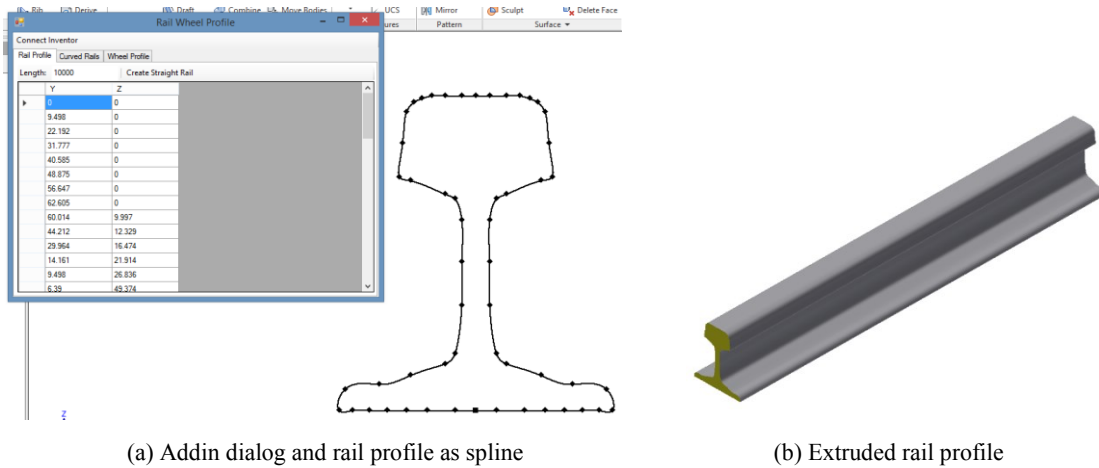 Rib Derive Draft Combine Move Bodies UCS Mirror Sculpt Delete Face
Pattern Surface
Rail Wheel Profile
Connect Inventor
Rail Profile Curved Rails Wheel Profile
Length: 10000 Create Straight Rail
Y Z
0 0
9.498 0
22.192 0
31.777 0
40.585 0
48.875 0
56.647 0
62.605 0
60.014 9.997
44.212 12.329
29.964 16.474
14.161 21.914
9.498 26.836
6.39 49.374
Z
(a) Addin dialog and rail profile as spline
(b) Extruded rail profile